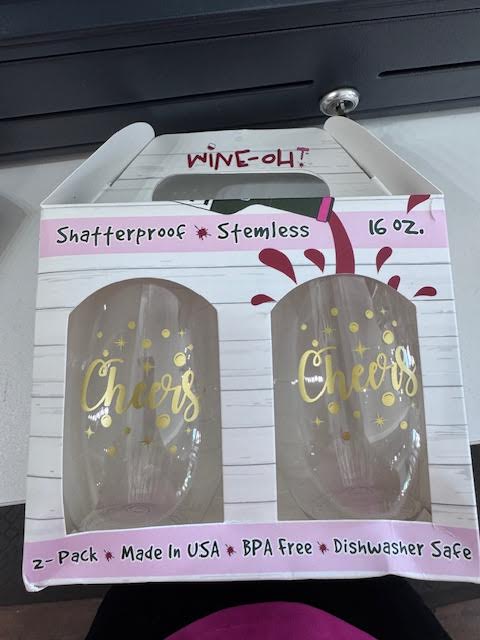 WiNE-OH!
Shatterproof * Stemless 16 oz.
Cheers Cheers
2-Pack * Made In USA * BPA Free * Dishwasher Safe